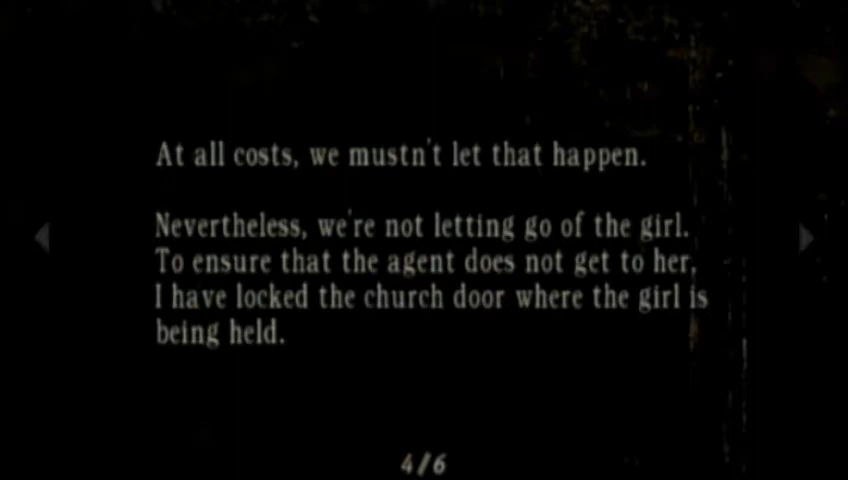 At all costs, we mustn't let that happen.
Nevertheless, we're not letting go of the girl.
To ensure that the agent does not get to her,
I have locked the church door where the girl is
being held.
4/6